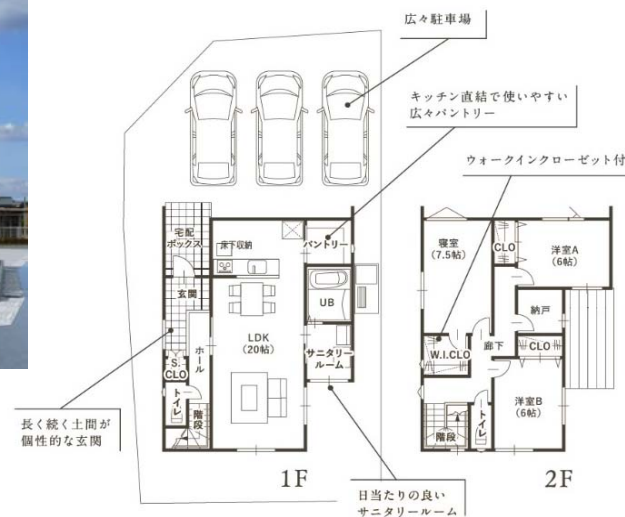 広々駐車場
キッチン直結で使いやすい
広々パントリー
ウォークインクローゼット付
宅配
ボックス
床下収納
パントリー
玄関
UB
ホール
LDK
(20帖)
サニタリー
ルーム
S.
CLO
トイレ
階段
長く続く土間が
個性的な玄関
1F
日当たりの良い
サニタリールーム
寝室
(7.5帖)
CLO
洋室A
(6帖)
納戸
W.I.CLO
廊下
CLO
洋室B
(6帖)
階段
トイレ
2F